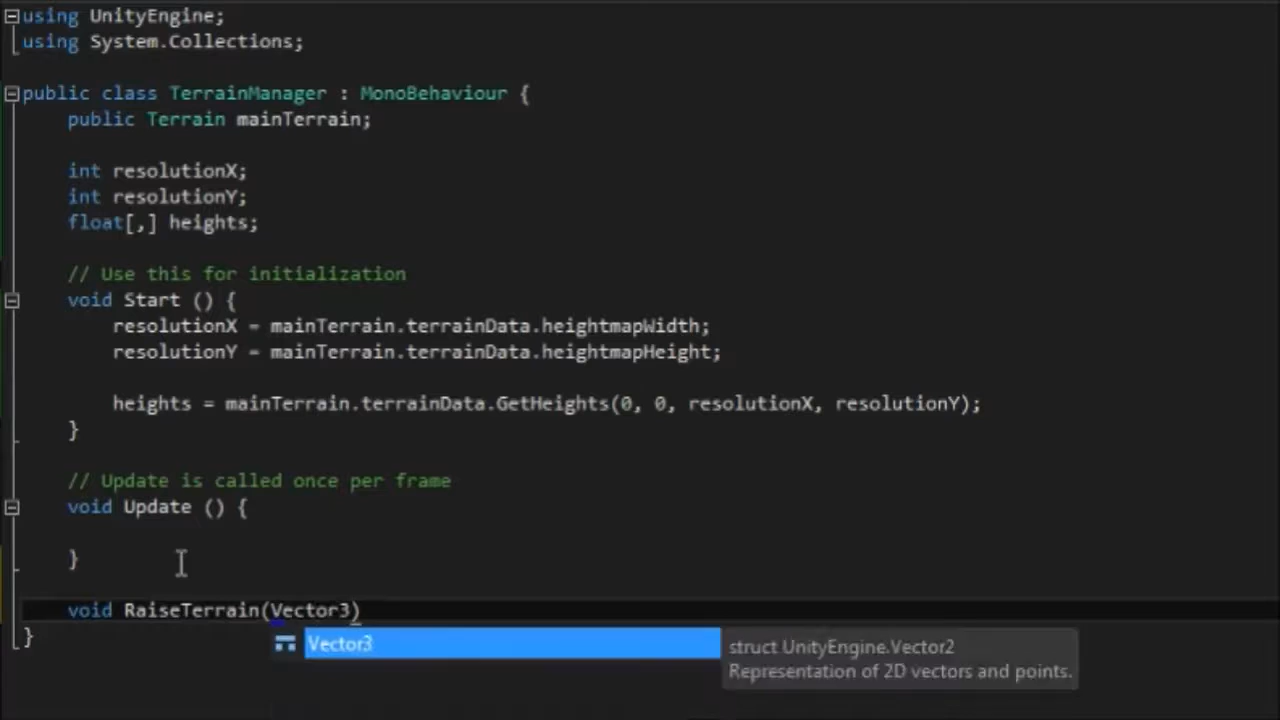 using UnityEngine;
using System.Collections;
public class TerrainManager : MonoBehaviour {
public Terrain mainTerrain;
int resolutionX;
int resolutionY;
float[,] heights;
// Use this for initialization
void Start () {
resolutionX = mainTerrain.terrainData.heightmapWidth;
resolutionY = mainTerrain.terrainData.heightmapHeight;
heights = mainTerrain.terrainData.GetHeights(0, 0, resolutionX, resolutionY);
}
// Update is called once per frame
void Update () {
}
void RaiseTerrain(Vector3)
}
Vector3
struct UnityEngine.Vector2
Representation of 2D vectors and points.